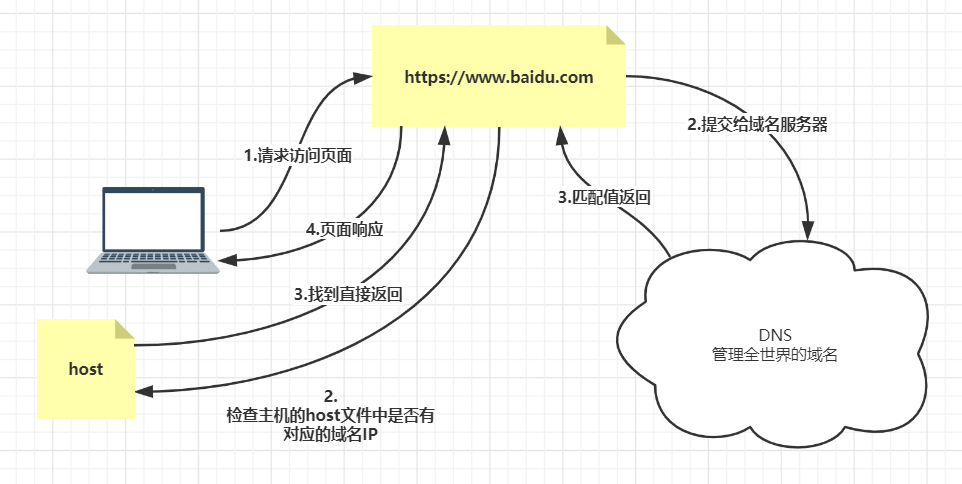 https://www.baidu.com
2.提交给域名服务器
1.请求访问页面
3.匹配值返回
4.页面响应
3.找到直接返回
DNS
管理全世界的域名
host
2.
检查主机的host文件中是否有
对应的域名IP